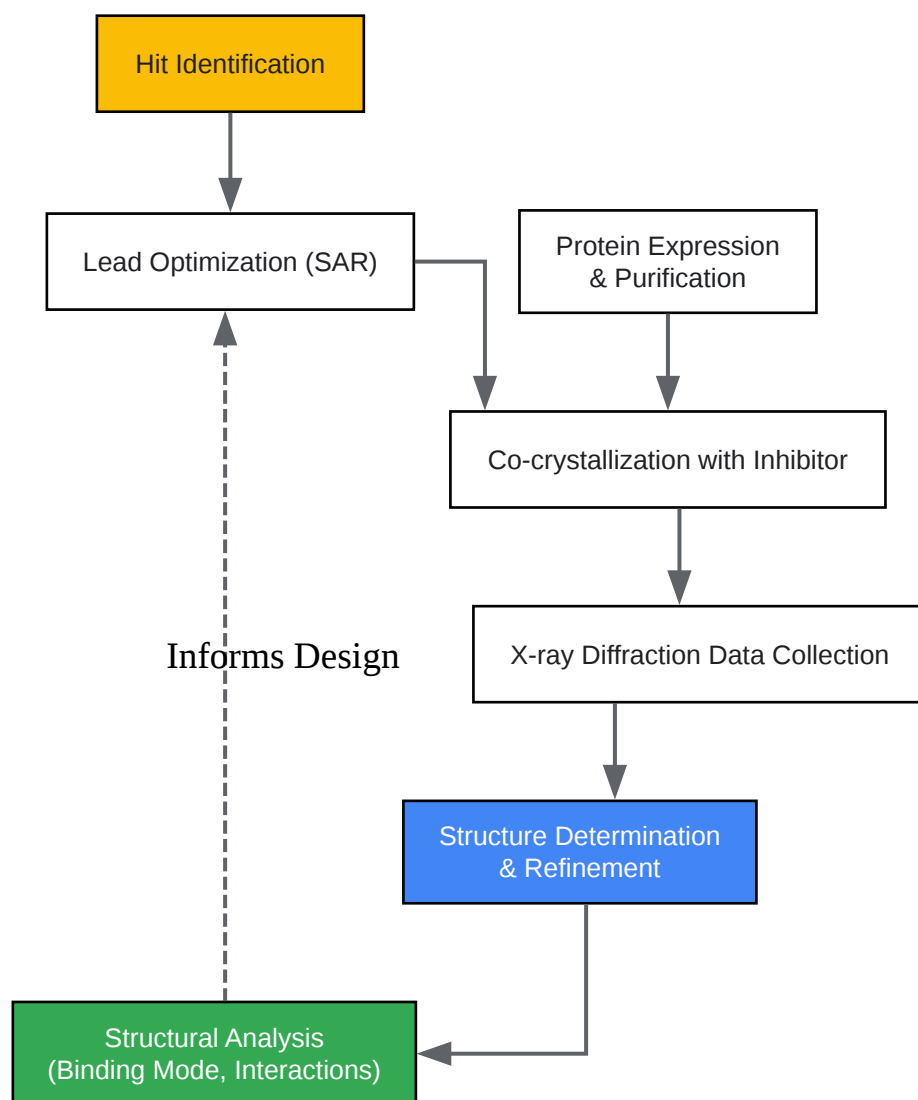 Hit Identification
Lead Optimization (SAR)
Protein Expression
& Purification
Co-crystallization with Inhibitor
X-ray Diffraction Data Collection
Informs Design
Structure Determination
& Refinement
Structural Analysis
(Binding Mode, Interactions)